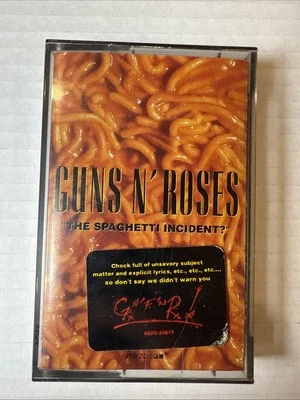 GUNS N' ROSES
"THE SPAGHETTI INCIDENT?"
Chock full of unsavory subject
matter and explicit lyrics, etc., etc., etc....
so don't say we didn't warn you
G N' F'N R